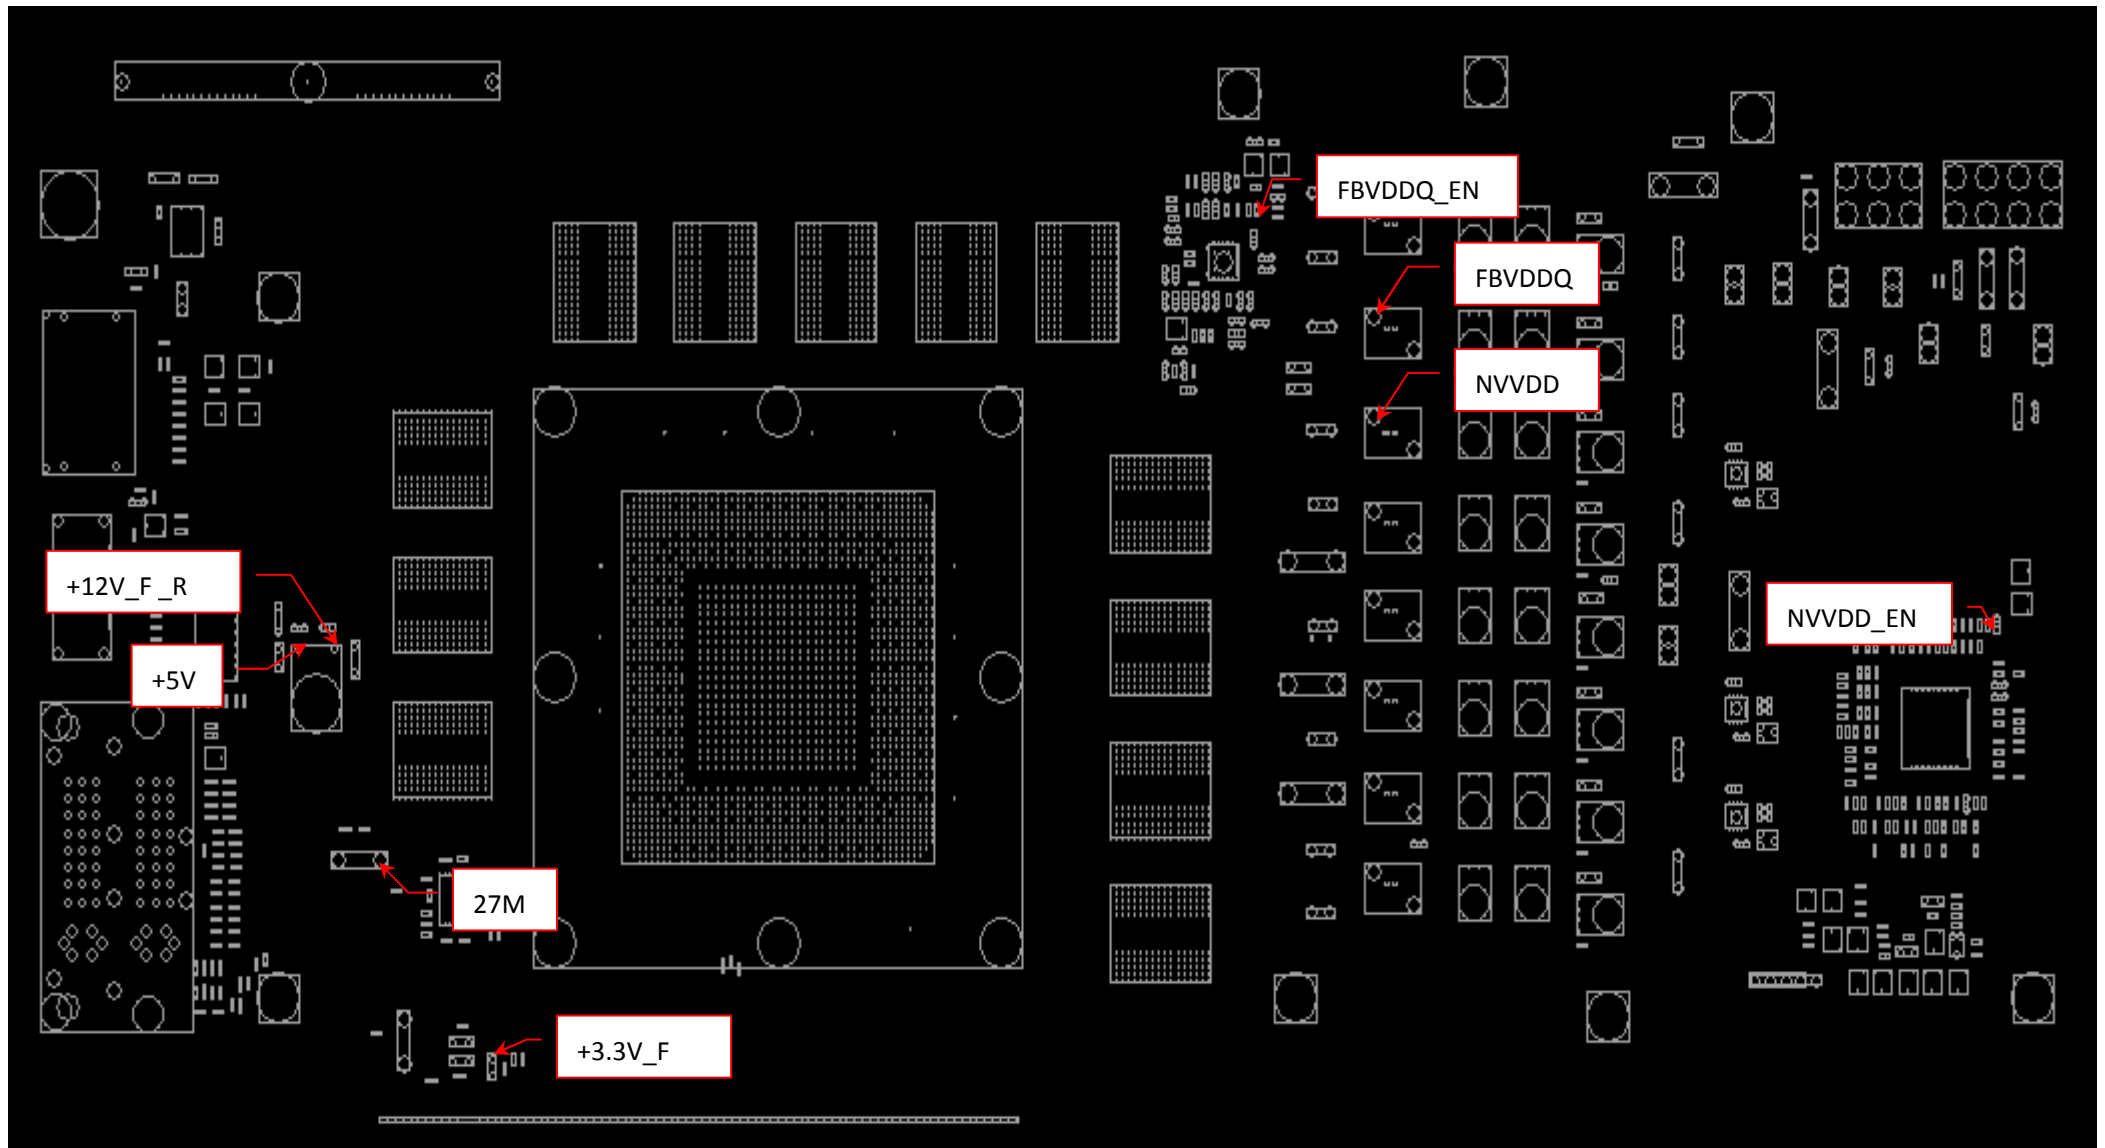 FBVDDQ_EN
FBVDDQ
NVVDD
+12V_F _R
NVVDD_EN
+5V
27M
+3.3V_F